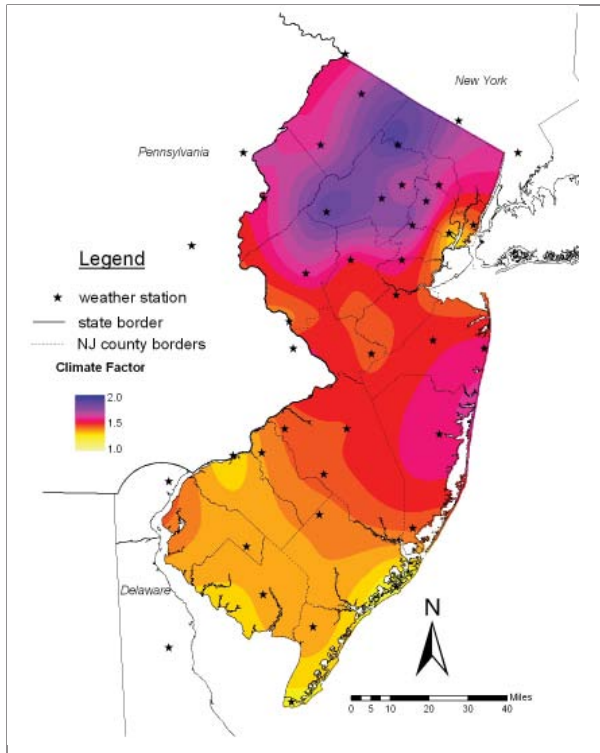 New York
Pennsylvania
Legend
weather station
state border
NJ county borders
Climate Factor
2.0
1.5
1.0
Delaware
N
Miles
0 5 10 20 30 40